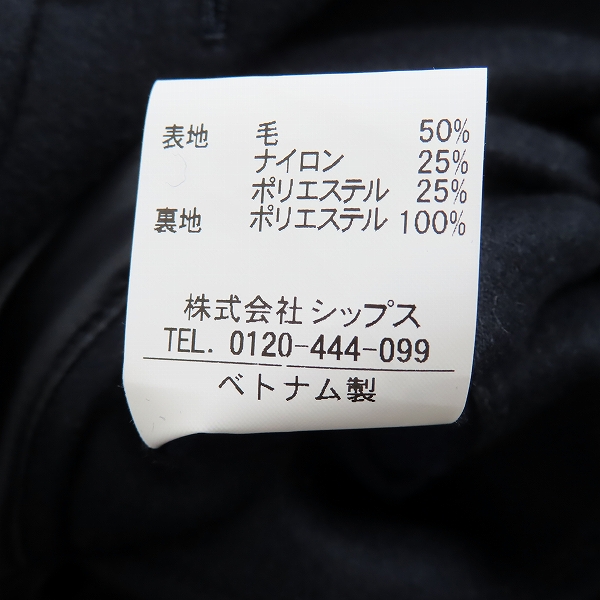 表地 毛 50%
ナイロン 25%
ポリエステル 25%
裏地 ポリエステル 100%
株式会社 シップス
TEL. 0120-444-099
ベトナム製